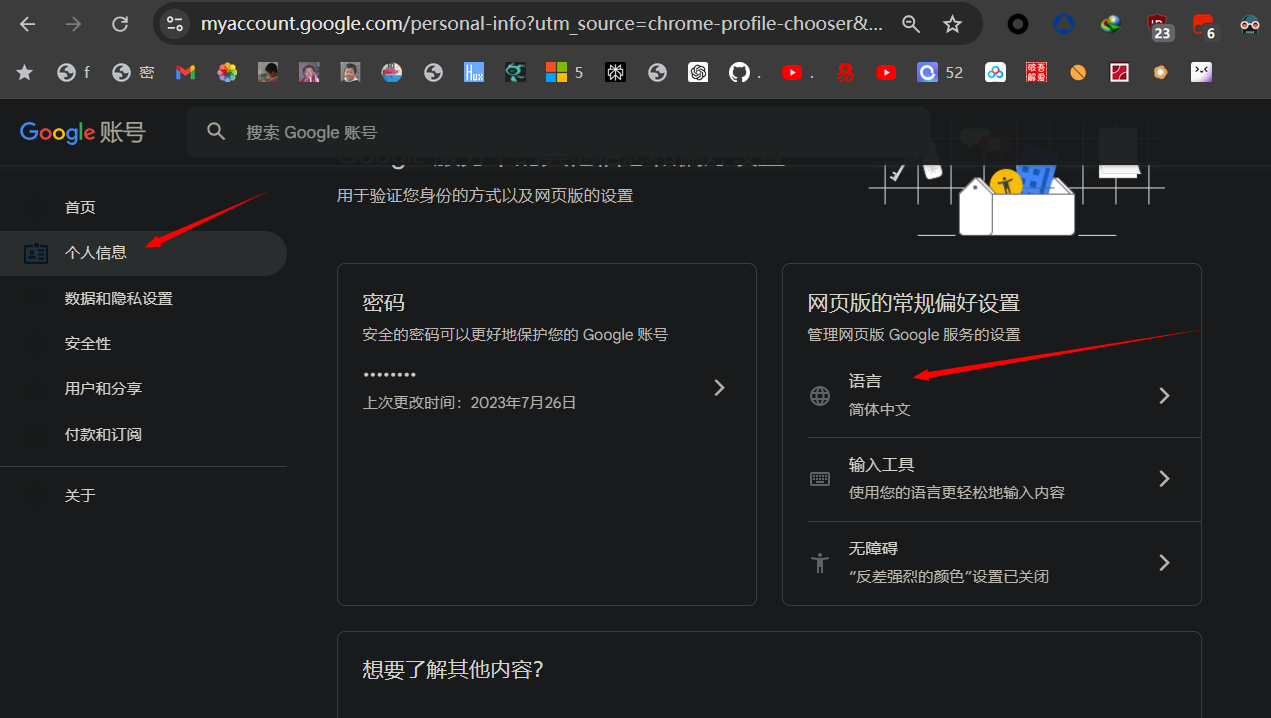 myaccount.google.com/personal-info?utm_source=chrome-profile-chooser&...
23
6
f
密
Hux
5
.
.
52
吾爱破解
Google 账号
搜索 Google 账号
用于验证您身份的方式以及网页版的设置
首页
个人信息
数据和隐私设置
安全性
用户和分享
付款和订阅
关于
密码
安全的密码可以更好地保护您的 Google 账号
••••••••
上次更改时间：2023年7月26日
网页版的常规偏好设置
管理网页版 Google 服务的设置
语言
简体中文
输入工具
使用您的语言更轻松地输入内容
无障碍
“反差强烈的颜色”设置已关闭
想要了解其他内容？